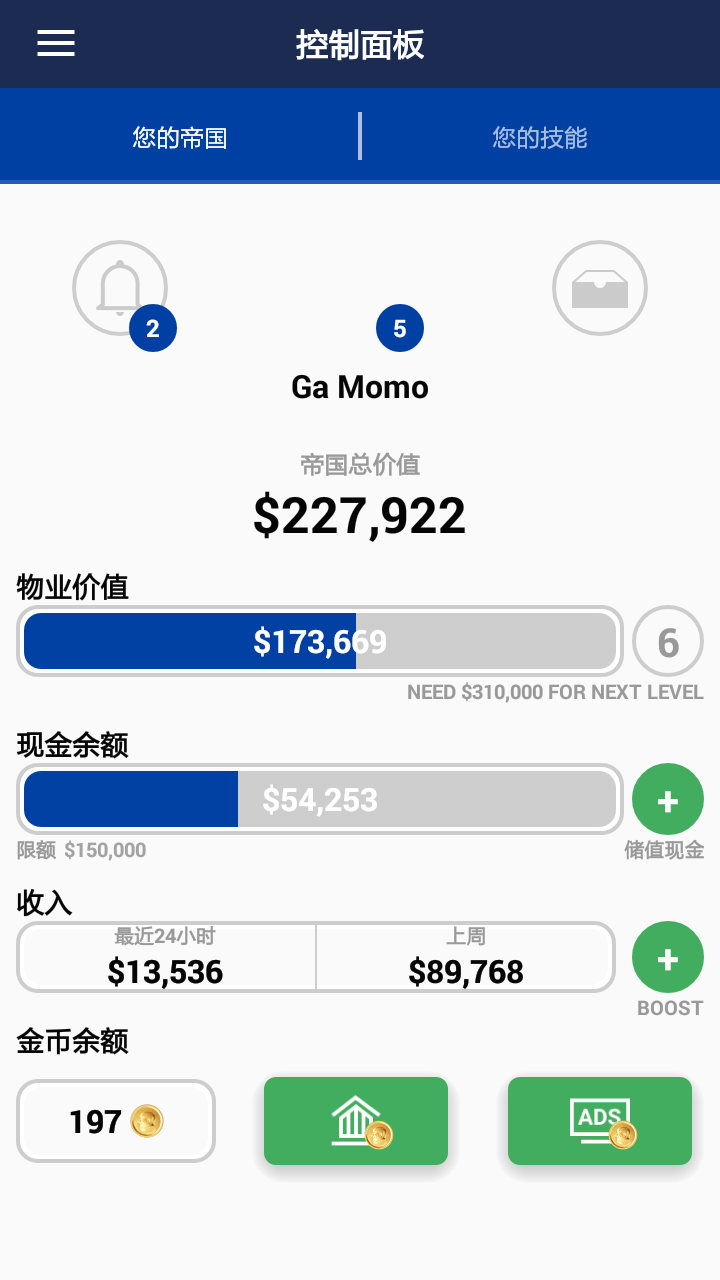 控制面板
您的帝国
您的技能
2
5
Ga Momo
帝国总价值
$227,922
物业价值
$173,669
6
NEED $310,000 FOR NEXT LEVEL
现金余额
$54,253
+
限额 $150,000
储值现金
收入
最近24小时
上周
$13,536
$89,768
+
BOOST
金币余额
197
ADS